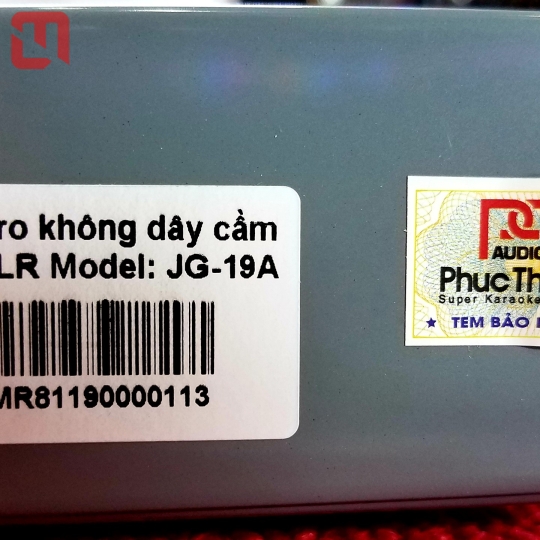 ro không dây cầm
LR Model: JG-19A
MR81190000113
AUDIO
PhucTh
Super Karaoke
★ TEM BẢO